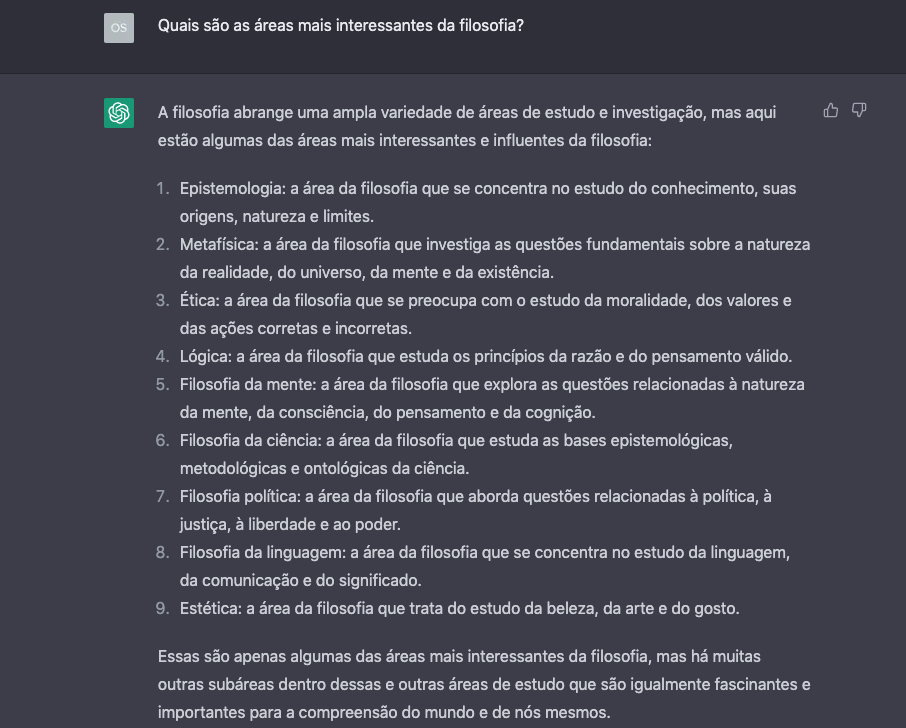 OS
Quais são as áreas mais interessantes da filosofia?
A filosofia abrange uma ampla variedade de áreas de estudo e investigação, mas aqui
estão algumas das áreas mais interessantes e influentes da filosofia:
1. Epistemologia: a área da filosofia que se concentra no estudo do conhecimento, suas
origens, natureza e limites.
2. Metafísica: a área da filosofia que investiga as questões fundamentais sobre a natureza
da realidade, do universo, da mente e da existência.
3. Ética: a área da filosofia que se preocupa com o estudo da moralidade, dos valores e
das ações corretas e incorretas.
4. Lógica: a área da filosofia que estuda os princípios da razão e do pensamento válido.
5. Filosofia da mente: a área da filosofia que explora as questões relacionadas à natureza
da mente, da consciência, do pensamento e da cognição.
6. Filosofia da ciência: a área da filosofia que estuda as bases epistemológicas,
metodológicas e ontológicas da ciência.
7. Filosofia política: a área da filosofia que aborda questões relacionadas à política, à
justiça, à liberdade e ao poder.
8. Filosofia da linguagem: a área da filosofia que se concentra no estudo da linguagem,
da comunicação e do significado.
9. Estética: a área da filosofia que trata do estudo da beleza, da arte e do gosto.
Essas são apenas algumas das áreas mais interessantes da filosofia, mas há muitas
outras subáreas dentro dessas e outras áreas de estudo que são igualmente fascinantes e
importantes para a compreensão do mundo e de nós mesmos.